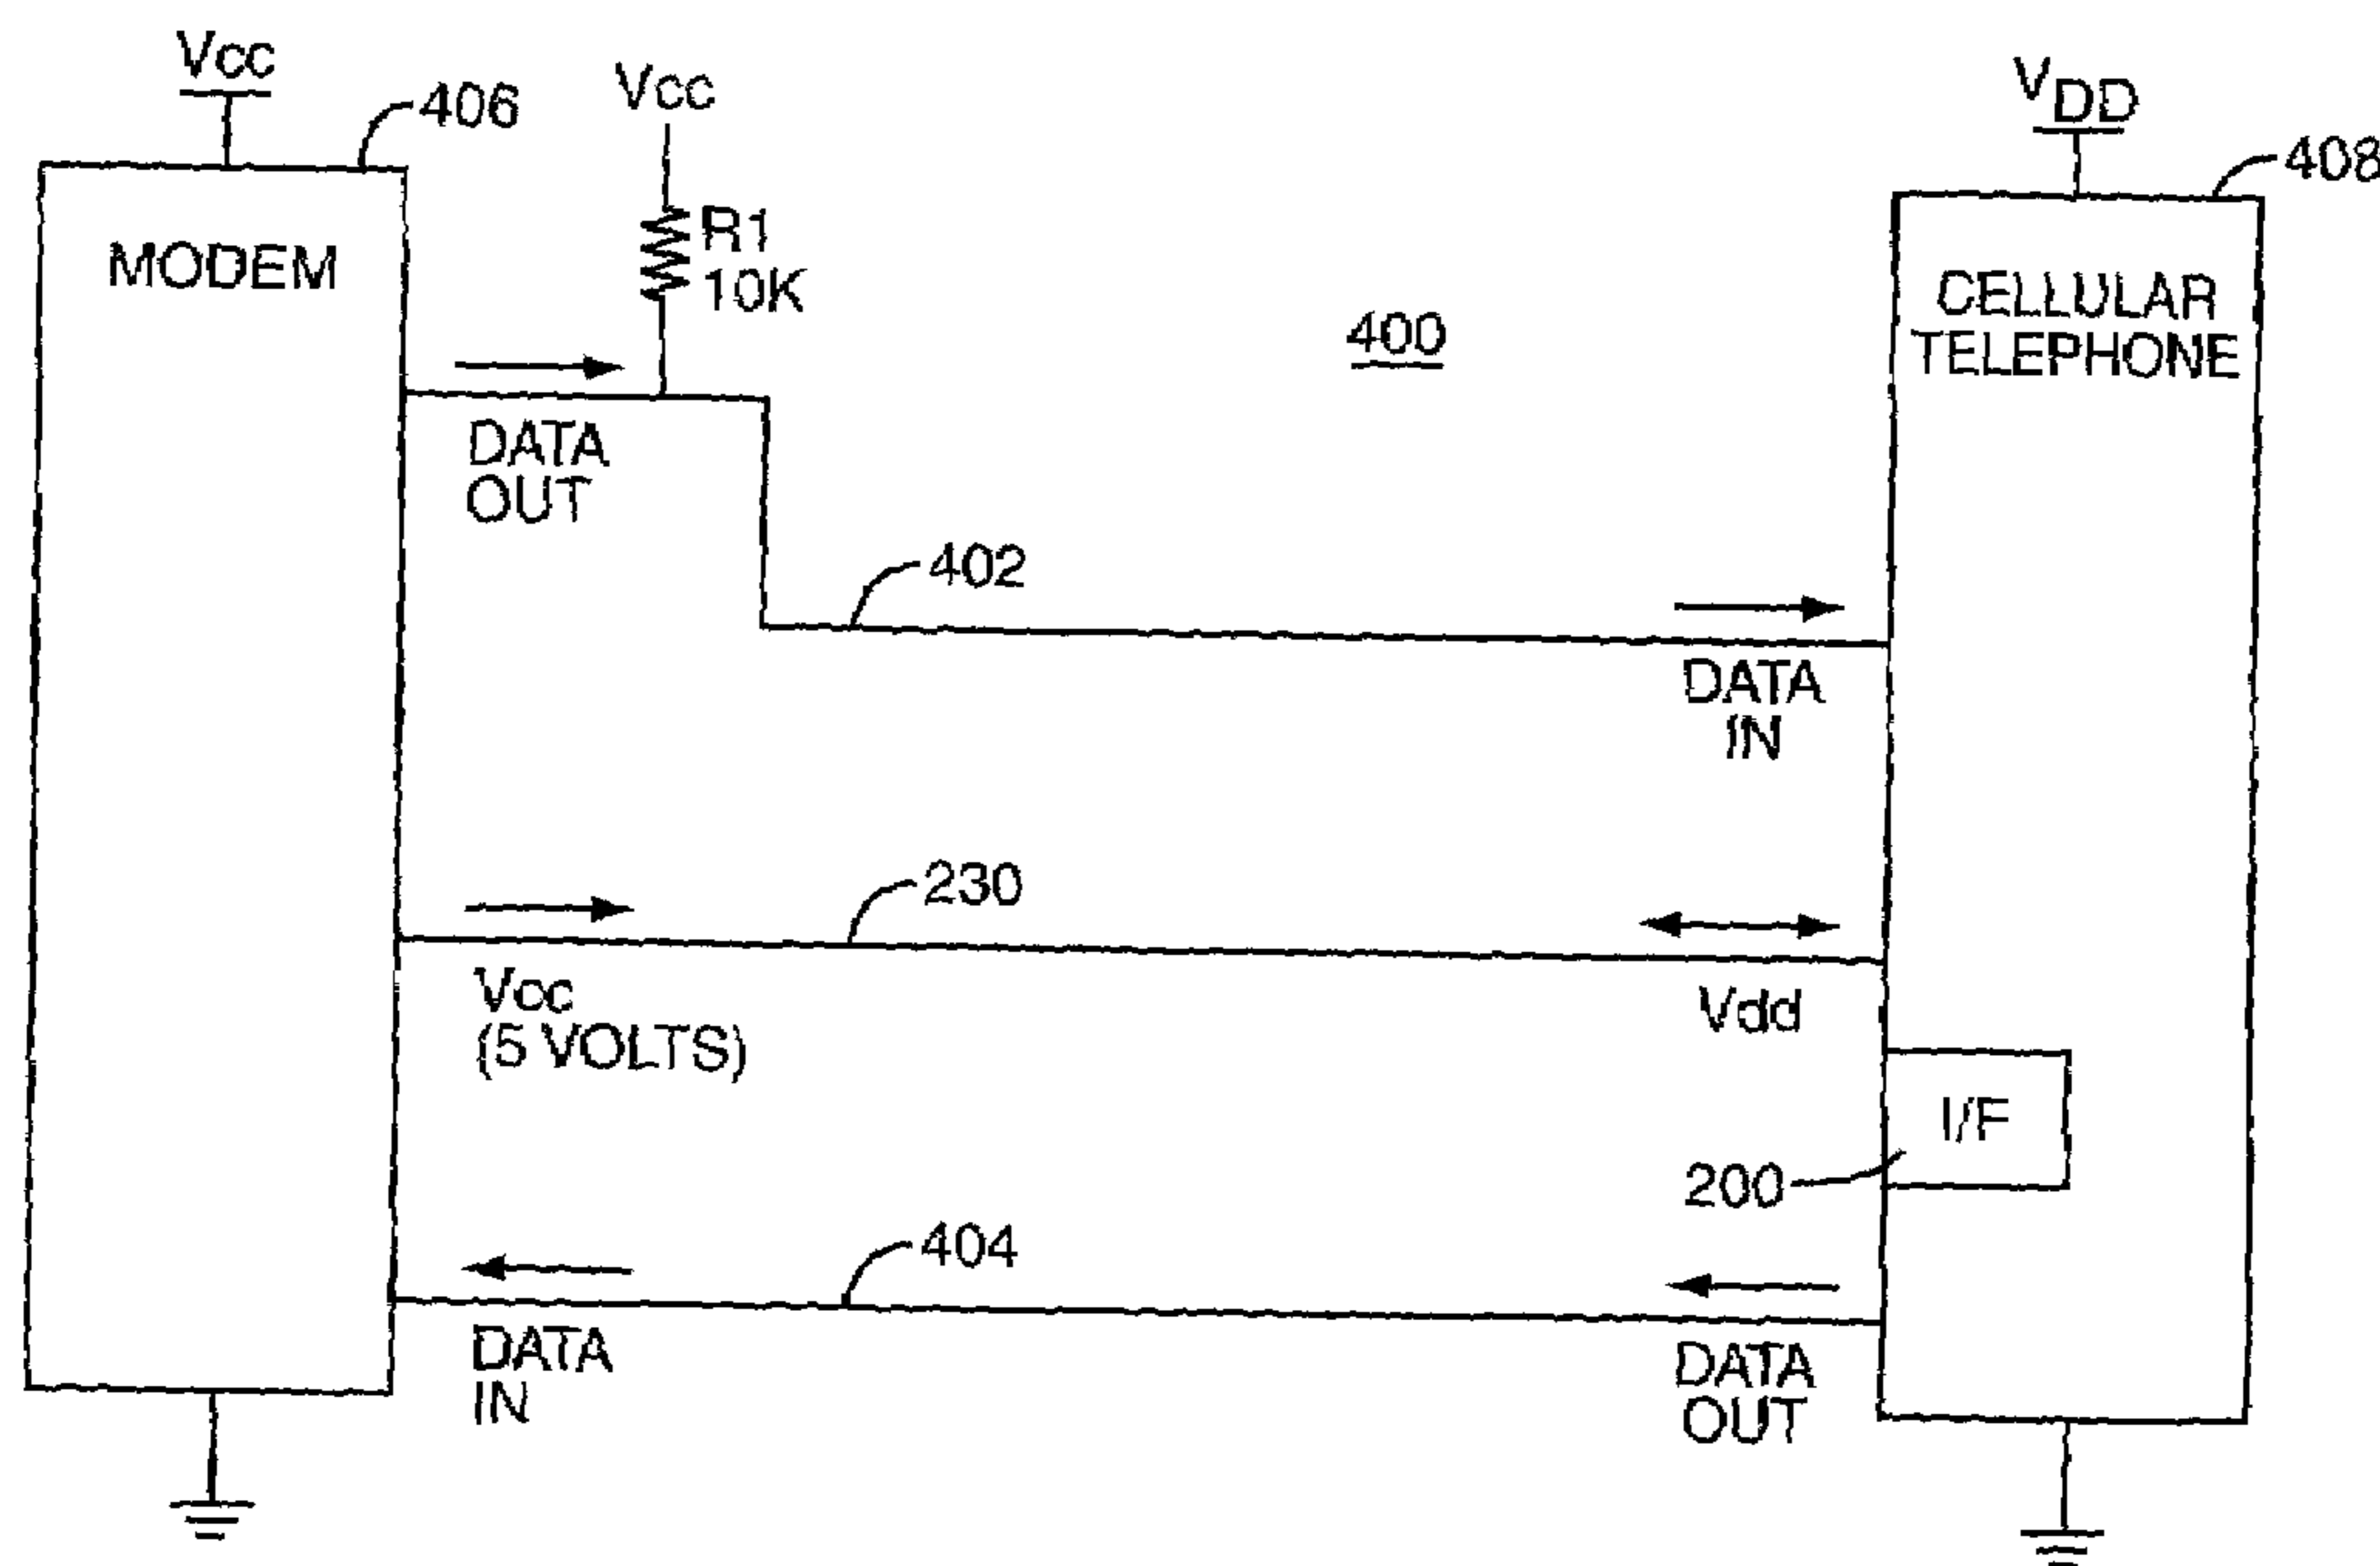 Vcc
406
Vcc
VDD
408
MODEM
R1
10K
400
CELLULAR
TELEPHONE
DATA
OUT
402
DATA
IN
230
Vcc
(5 VOLTS)
Vdd
I/F
200
404
DATA
IN
DATA
OUT